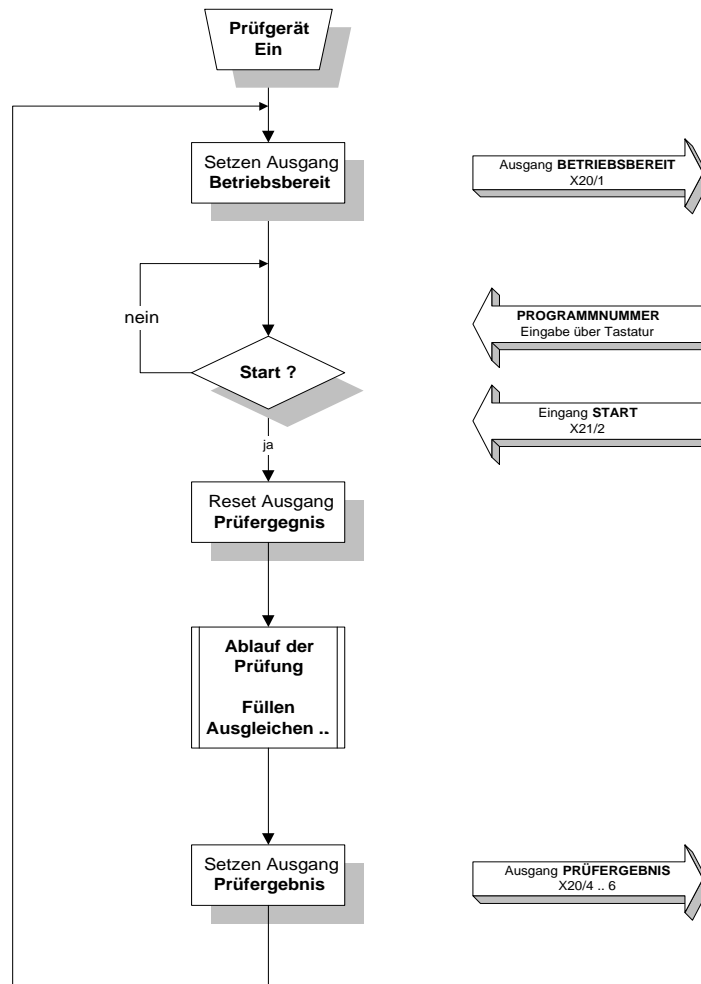 Prüfgerät
Ein
Setzen Ausgang
Betriebsbereit
Ausgang BETRIEBSBEREIT
X20/1
nein
PROGRAMMNUMMER
Eingabe über Tastatur
Start ?
Eingang START
X21/2
ja
Reset Ausgang
Prüfergegnis
Ablauf der
Prüfung
Füllen
Ausgleichen ..
Setzen Ausgang
Prüfergebnis
Ausgang PRÜFERGEBNIS
X20/4 .. 6